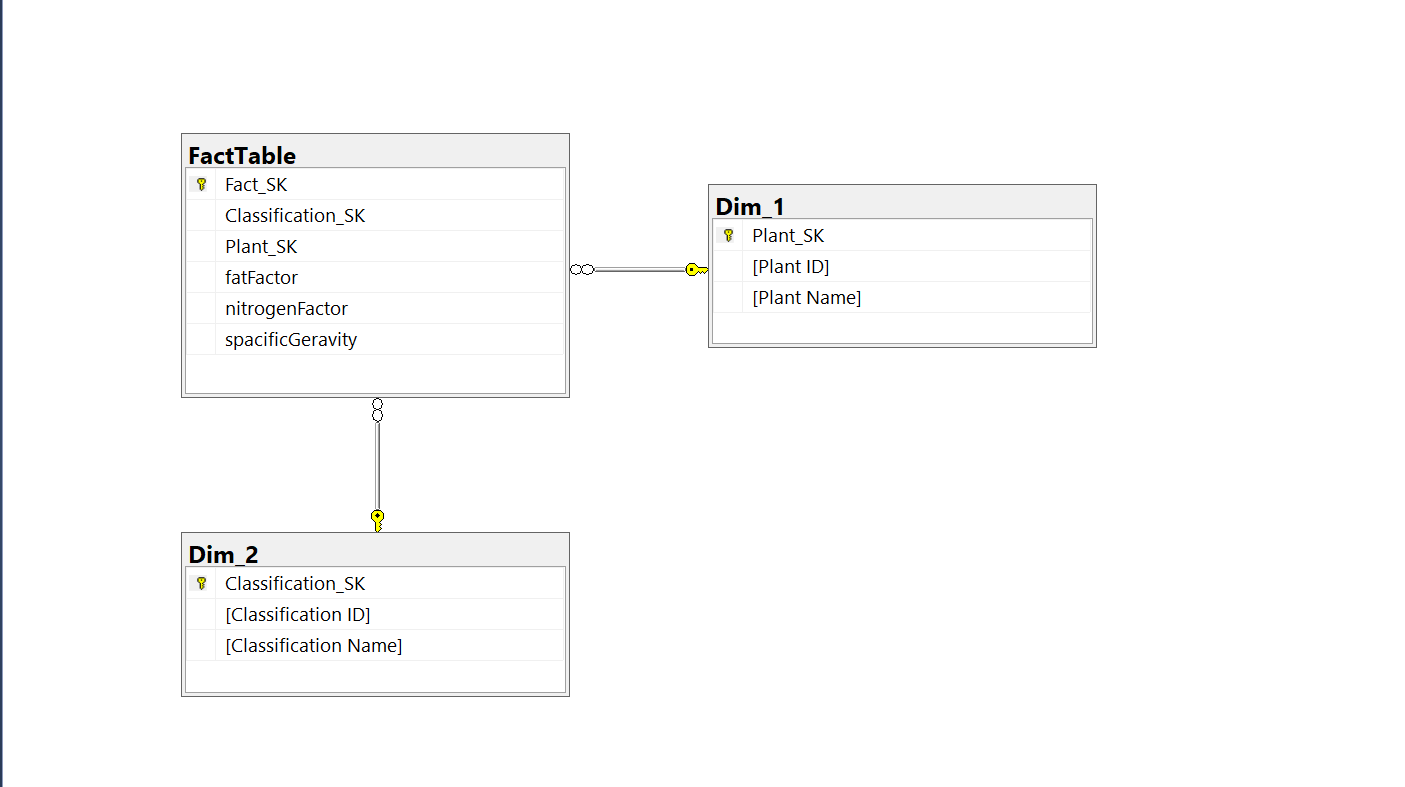 FactTable
Fact_SK
Classification_SK
Plant_SK
fatFactor
nitrogenFactor
spacificGeravity
Dim_1
Plant_SK
[Plant ID]
[Plant Name]
Dim_2
Classification_SK
[Classification ID]
[Classification Name]